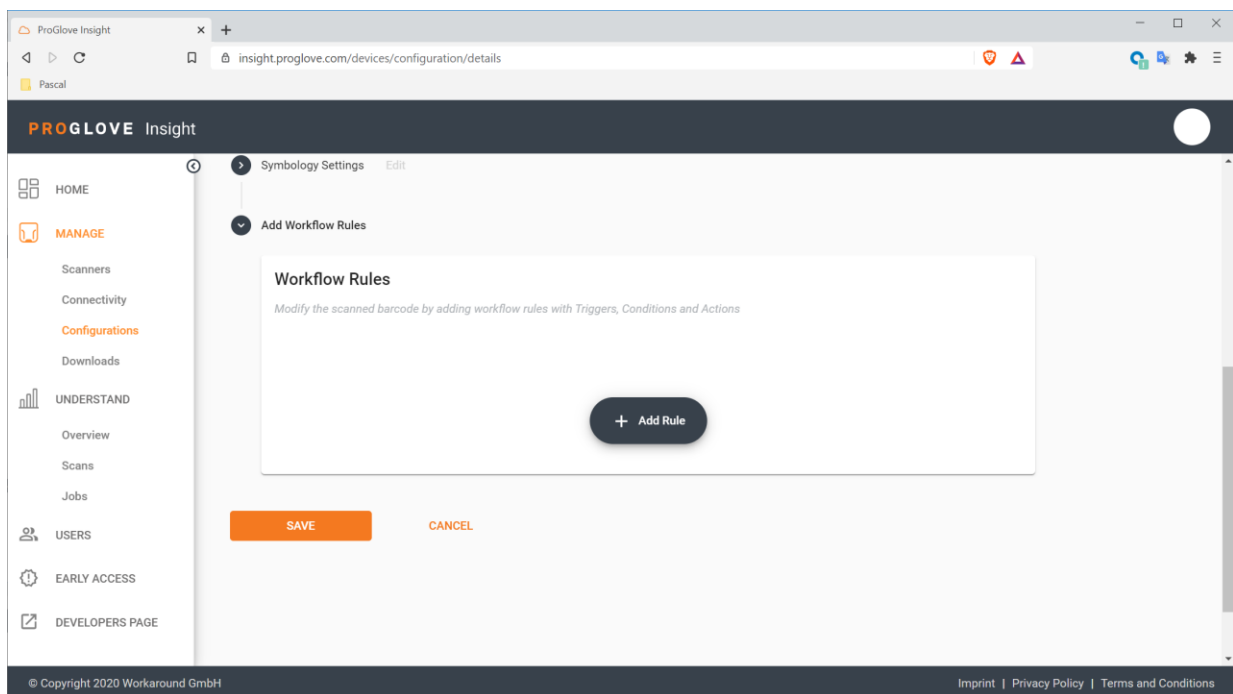 ProGlove Insight
insight.proglove.com/devices/configuration/details
Pascal
PROGLOVE Insight
HOME
MANAGE
Scanners
Connectivity
Configurations
Downloads
UNDERSTAND
Overview
Scans
Jobs
USERS
EARLY ACCESS
DEVELOPERS PAGE
Symbology Settings Edit
Add Workflow Rules
Workflow Rules
Modify the scanned barcode by adding workflow rules with Triggers, Conditions and Actions
+ Add Rule
SAVE CANCEL
© Copyright 2020 Workaround GmbH Imprint | Privacy Policy | Terms and Conditions